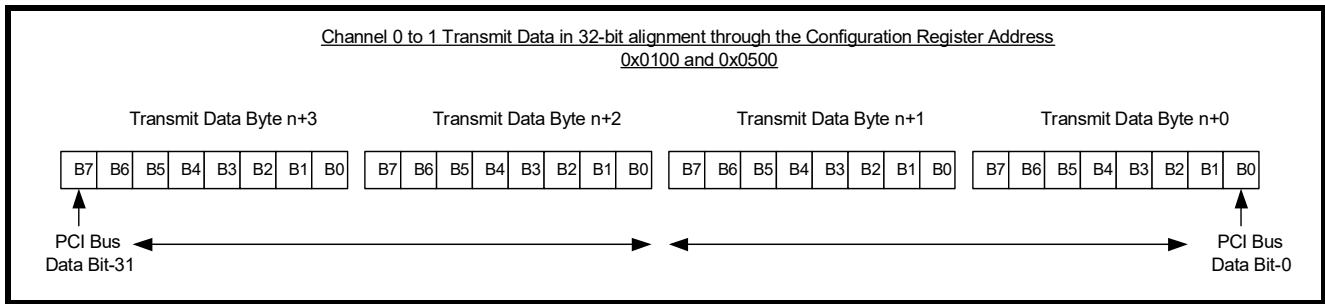 Channel 0 to 1 Transmit Data in 32-bit alignment through the Configuration Register Address
0x0100 and 0x0500
Transmit Data Byte n+3 Transmit Data Byte n+2 Transmit Data Byte n+1 Transmit Data Byte n+0
B7 B6 B5 B4 B3 B2 B1 B0 B7 B6 B5 B4 B3 B2 B1 B0 B7 B6 B5 B4 B3 B2 B1 B0 B7 B6 B5 B4 B3 B2 B1 B0
PCI Bus
Data Bit-31
PCI Bus
Data Bit-0